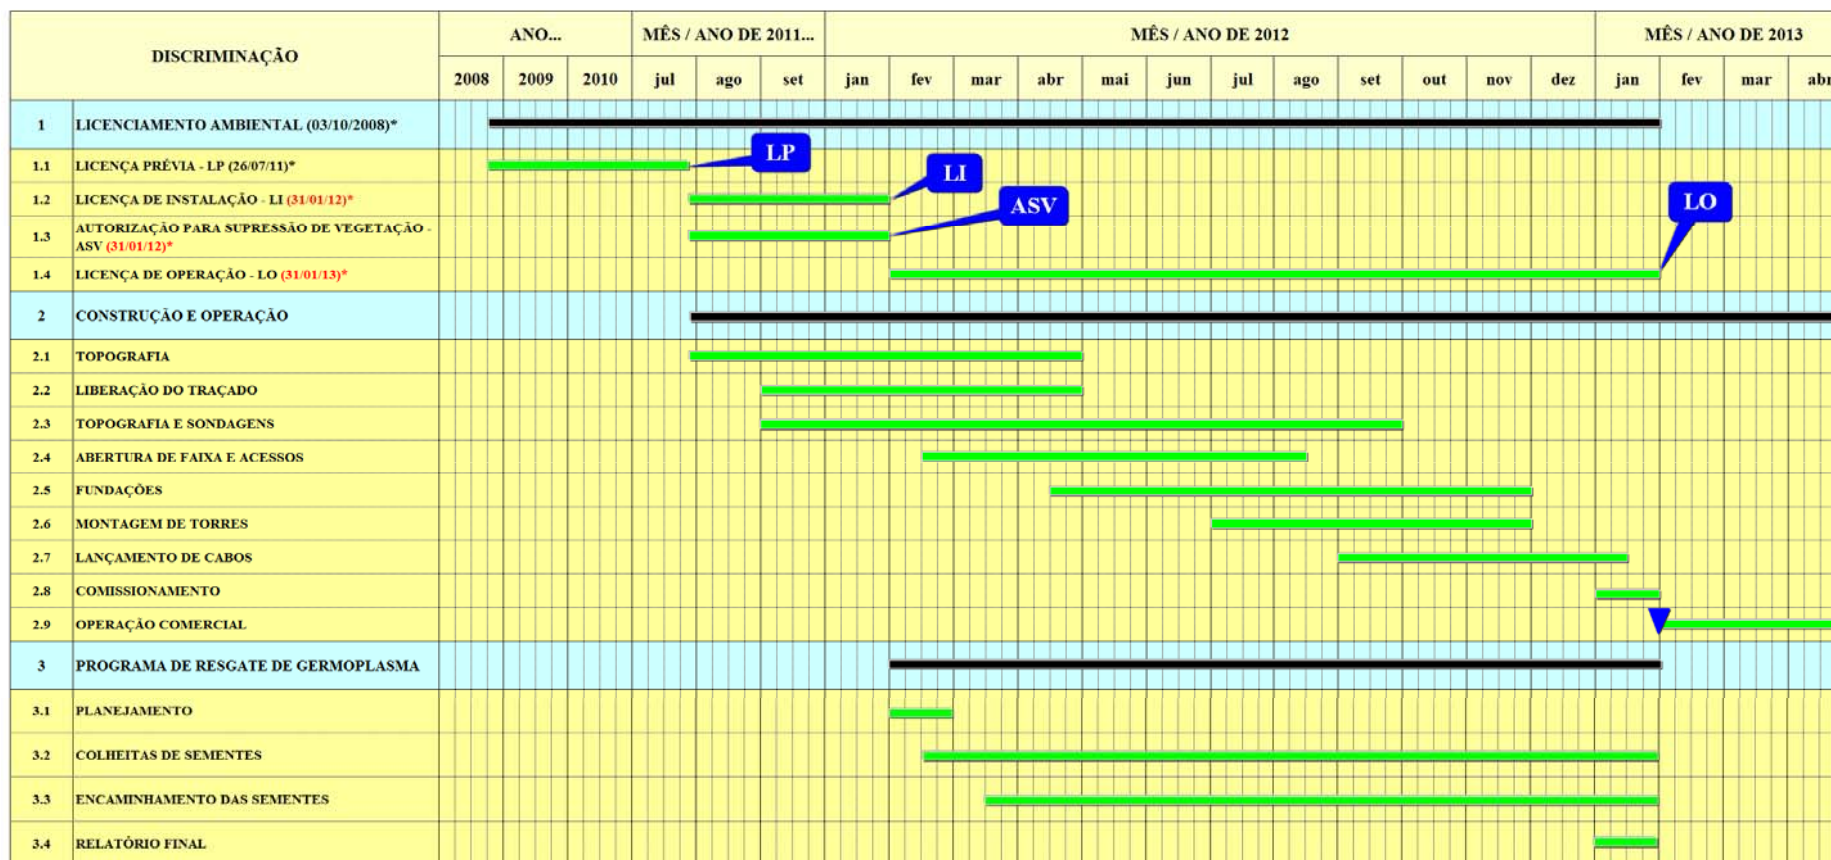 DISCRIMINAÇÃO
ANO...
MÊS / ANO DE 2011...
MÊS / ANO DE 2012
MÊS / ANO DE 2013
2008 2009 2010 jul ago set jan fev mar abr mai jun jul ago set out nov dez jan fev mar abr
1 LICENCIAMENTO AMBIENTAL (03/10/2008)*
1.1 LICENÇA PRÉVIA - LP (26/07/11)*
LP
1.2 LICENÇA DE INSTALAÇÃO - LI (31/01/12)*
LI
1.3 AUTORIZAÇÃO PARA SUPRESSÃO DE VEGETAÇÃO -
ASV (31/01/12)*
ASV
1.4 LICENÇA DE OPERAÇÃO - LO (31/01/13)*
LO
2 CONSTRUÇÃO E OPERAÇÃO
2.1 TOPOGRAFIA
2.2 LIBERAÇÃO DO TRAÇADO
2.3 TOPOGRAFIA E SONDAGENS
2.4 ABERTURA DE FAIXA E ACESSOS
2.5 FUNDAÇÕES
2.6 MONTAGEM DE TORRES
2.7 LANÇAMENTO DE CABOS
2.8 COMISSIONAMENTO
2.9 OPERAÇÃO COMERCIAL
3 PROGRAMA DE RESGATE DE GERMOPLASMA
3.1 PLANEJAMENTO
3.2 COLHEITAS DE SEMENTES
3.3 ENCAMINHAMENTO DAS SEMENTES
3.4 RELATÓRIO FINAL